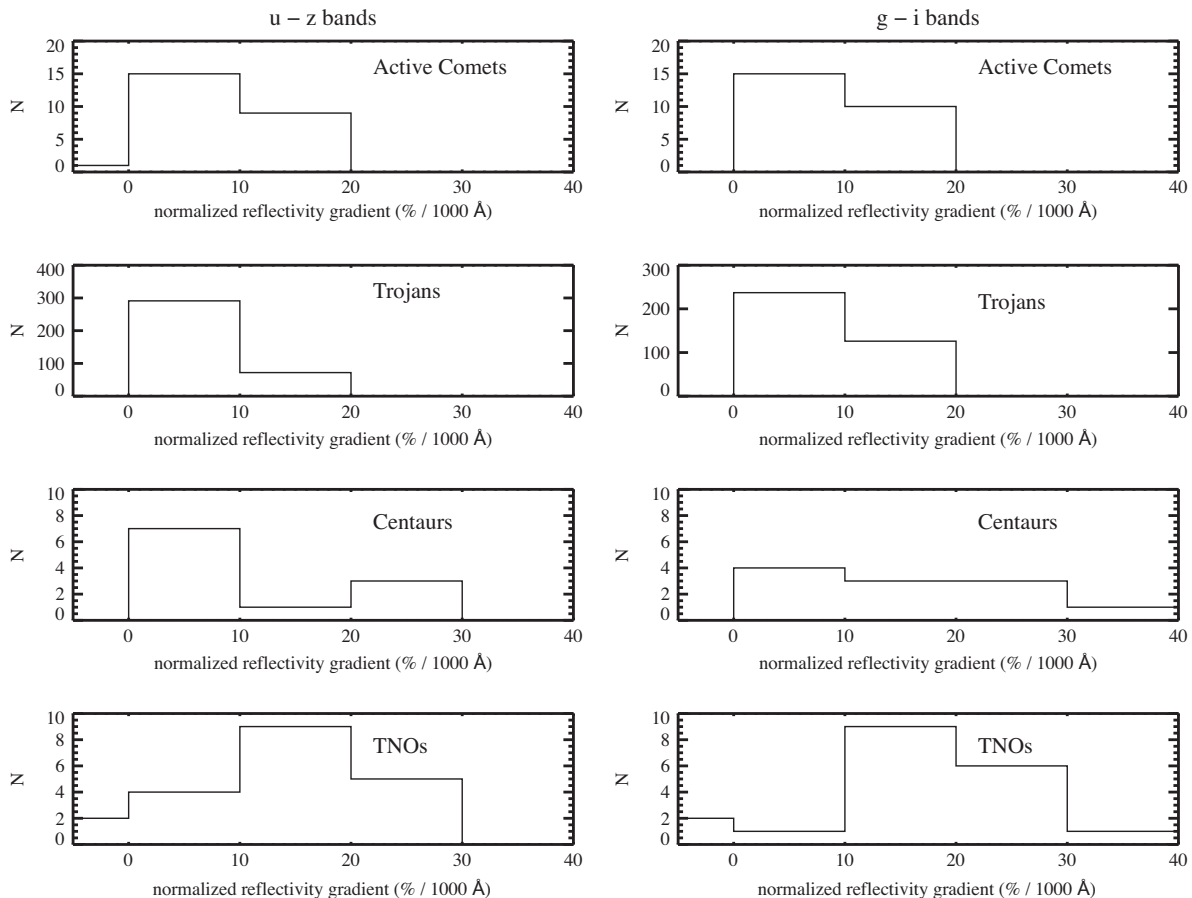 u − z bands
g − i bands
20
15
10
5
0
N
Active Comets
0 10 20 30 40
normalized reflectivity gradient (% / 1000 Å)
20
15
10
5
0
N
Active Comets
0 10 20 30 40
normalized reflectivity gradient (% / 1000 Å)
400
300
200
100
0
N
Trojans
0 10 20 30 40
normalized reflectivity gradient (% / 1000 Å)
300
200
100
0
N
Trojans
0 10 20 30 40
normalized reflectivity gradient (% / 1000 Å)
10
8
6
4
2
0
N
Centaurs
0 10 20 30 40
normalized reflectivity gradient (% / 1000 Å)
10
8
6
4
2
0
N
Centaurs
0 10 20 30 40
normalized reflectivity gradient (% / 1000 Å)
10
8
6
4
2
0
N
TNOs
0 10 20 30 40
normalized reflectivity gradient (% / 1000 Å)
10
8
6
4
2
0
N
TNOs
0 10 20 30 40
normalized reflectivity gradient (% / 1000 Å)